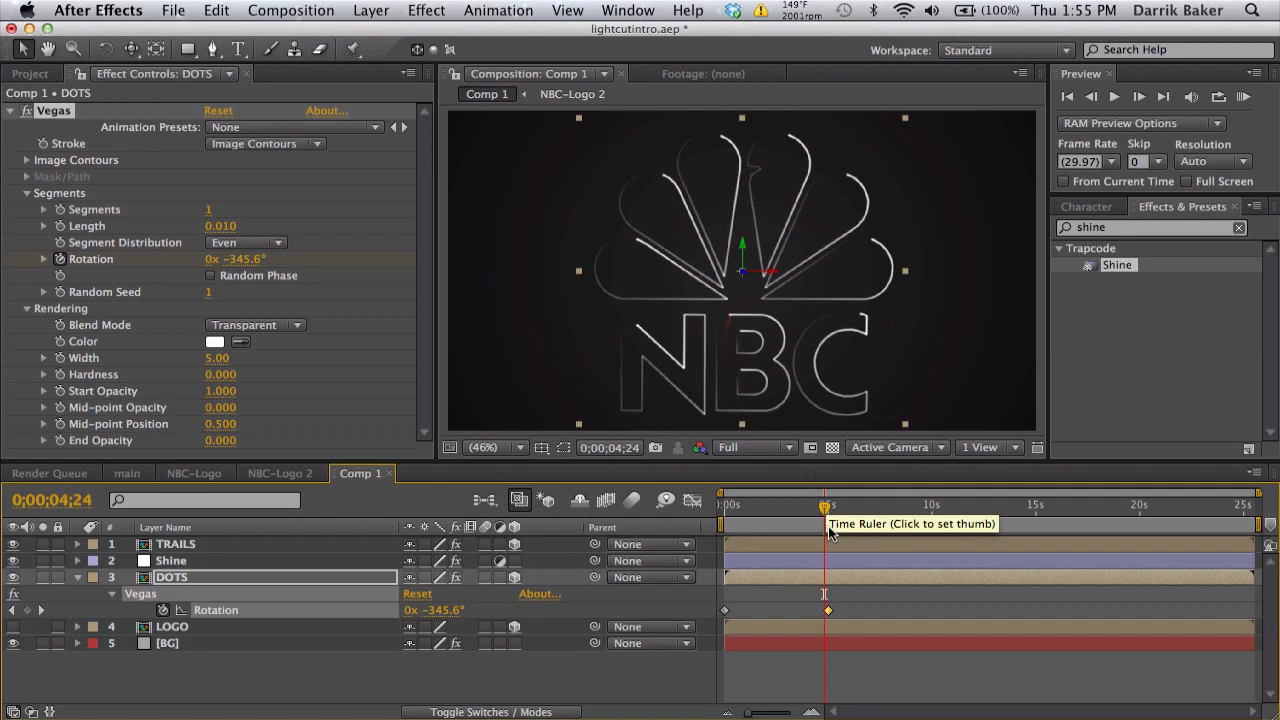 After Effects File Edit Composition Layer Effect Animation View Window Help 149°F 2001rpm (100%) Thu 1:55 PM Darrik Baker
lightcutintro.aep *
Workspace: Standard Search Help
Project Effect Controls: DOTS Composition: Comp 1 Footage: (none) Preview
Comp 1 • DOTS
Comp 1 NBC-Logo 2
fx Vegas Reset About...
Animation Presets: None
Stroke Image Contours
Image Contours
Mask/Path
Segments
Segments 1
Length 0.010
Segment Distribution Even
Rotation 0x -345.6°
Random Phase
Random Seed 1
Rendering
Blend Mode Transparent
Color
Width 5.00
Hardness 0.000
Start Opacity 1.000
Mid-point Opacity 0.000
Mid-point Position 0.500
End Opacity 0.000
NBC
(46%) 0;00;04;24 Full Active Camera 1 View
RAM Preview Options
Frame Rate Skip Resolution
(29.97) 0 Auto
From Current Time Full Screen
Character Effects & Presets
shine
Trapcode
Shine
Render Queue main NBC-Logo NBC-Logo 2 Comp 1
0;00;04;24
:00s 05s 10s 15s 20s 25s
# Layer Name fx Parent
Time Ruler (Click to set thumb)
1 TRAILS fx None
2 Shine fx None
3 DOTS fx None
fx Vegas Reset About...
Rotation 0x -345.6°
4 LOGO None
5 [BG] fx None
Toggle Switches / Modes